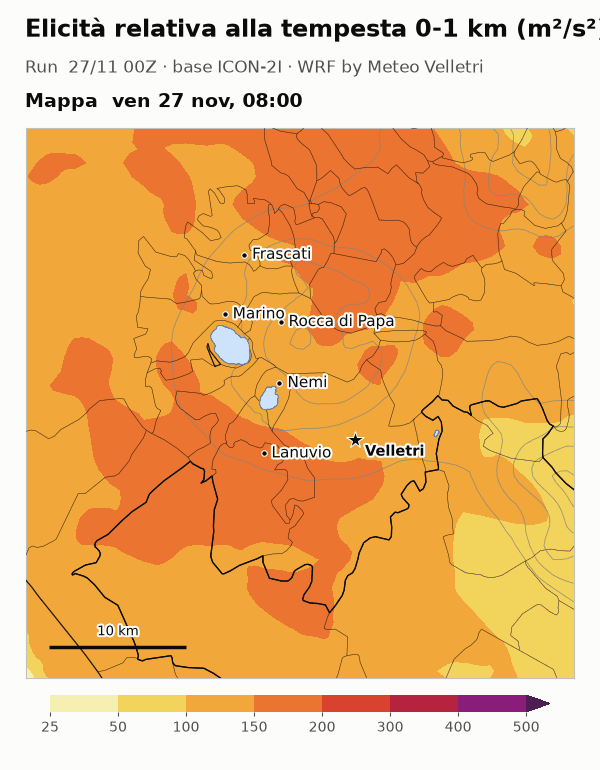 Elicità relativa alla tempesta 0-1 km (m²/s²)
Run 27/11 00Z · base ICON-2I · WRF by Meteo Velletri
Mappa ven 27 nov, 08:00
Frascati
Marino
Rocca di Papa
Nemi
Velletri
Lanuvio
10 km
25 50 100 150 200 300 400 500